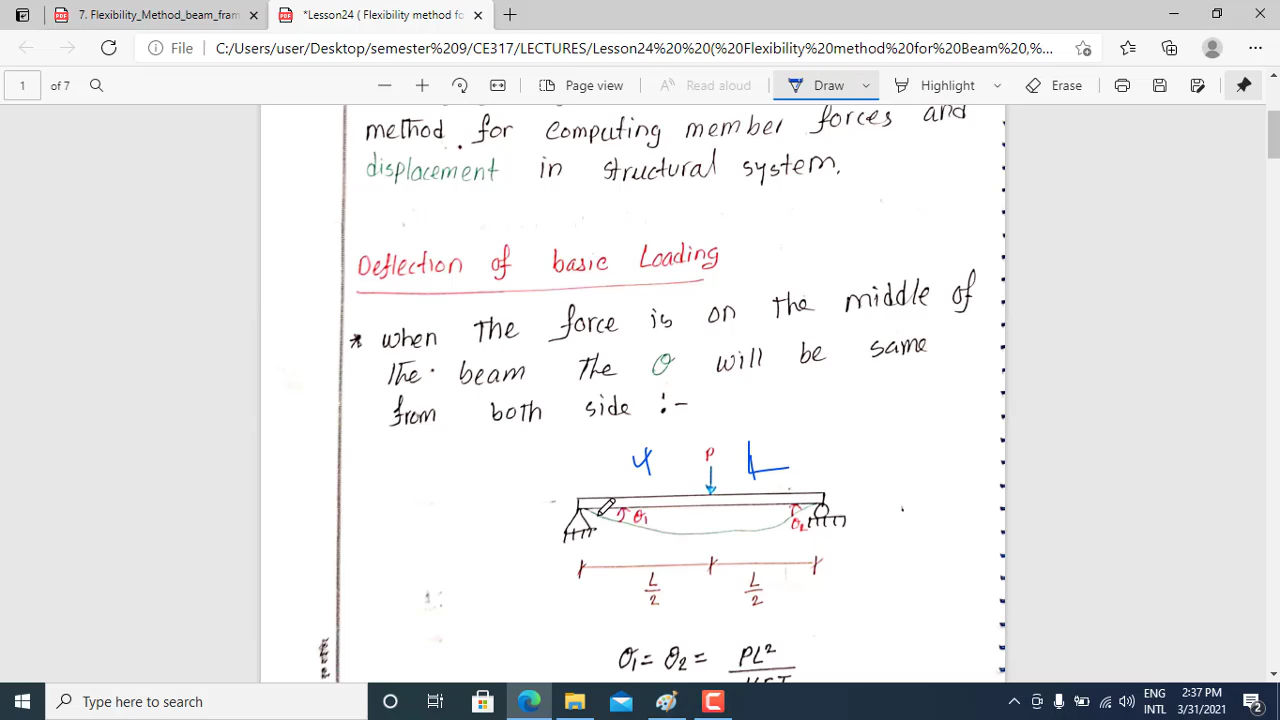 7. Flexibility_Method_beam_fram
*Lesson24 ( Flexibility method fo
File
C:/Users/user/Desktop/semester%209/CE317/LECTURES/Lesson24%20%20(%20Flexibility%20method%20for%20Beam%20,%...
1 of 7
Page view
Read aloud
Draw
Highlight
Erase
method for computing member forces and
displacement in structural system.
Deflection of basic Loading
* when The force is on The middle of
The beam The θ will be same
from both side :-
P
θ1
θ2
L/2
L/2
θ1 = θ2 = PL²
Type here to search
ENG
INTL
2:37 PM
3/31/2021
2